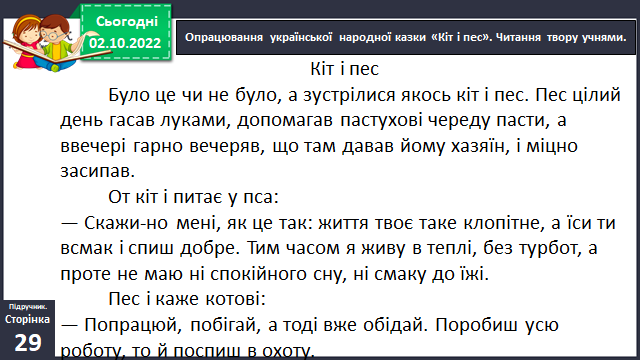 Сьогодні
02.10.2022
Опрацювання української народної казки «Кіт і пес». Читання твору учнями.
Кіт і пес
Було це чи не було, а зустрілися якось кіт і пес. Пес цілий
день гасав луками, допомагав пастухові череду пасти, а
ввечері гарно вечеряв, що там давав йому хазяїн, і міцно
засипав.
От кіт і питає у пса:
— Скажи-но мені, як це так: життя твоє таке клопітне, а їси ти
всмак і спиш добре. Тим часом я живу в теплі, без турбот, а
проте не маю ні спокійного сну, ні смаку до їжі.
Пес і каже котові:
— Попрацюй, побігай, а тоді вже обідай. Поробиш усю
роботу, то й поспиш в охоту.
Підручник.
Сторінка
29